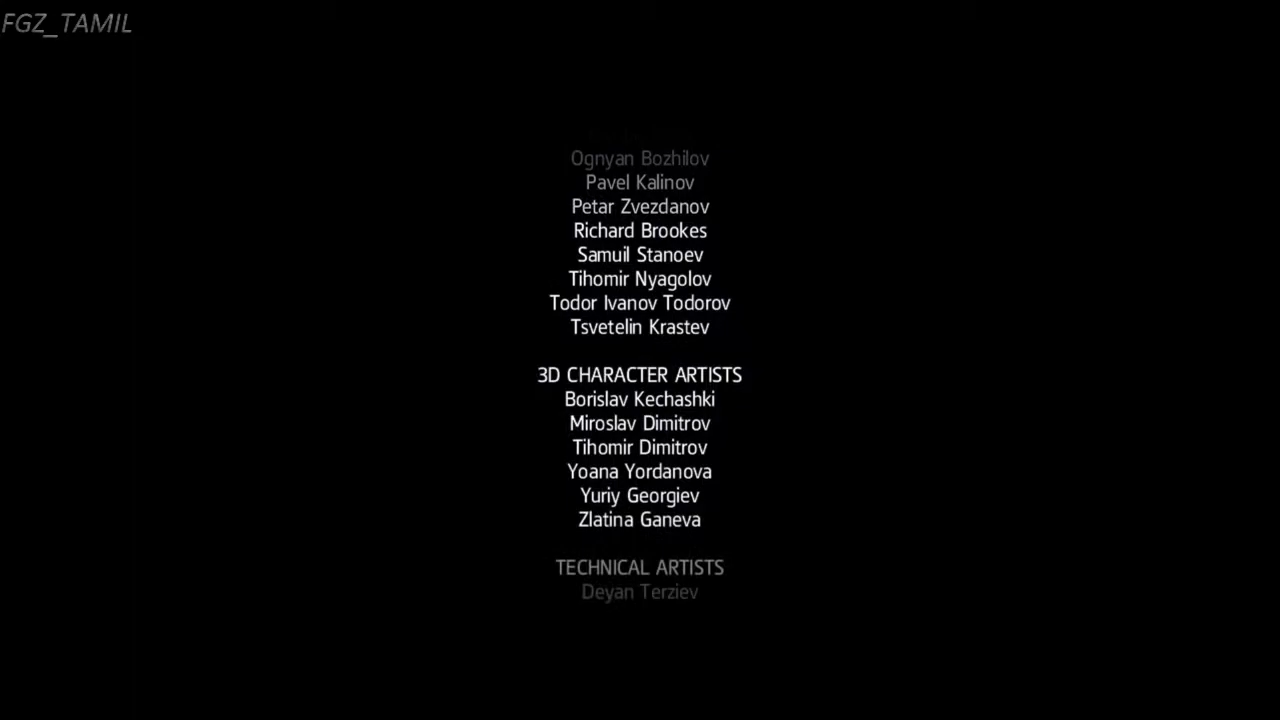 FGZ_TAMIL
Ognyan Bozhilov
Pavel Kalinov
Petar Zvezdanov
Richard Brookes
Samuil Stanoev
Tihomir Nyagolov
Todor Ivanov Todorov
Tsvetelin Krastev
3D CHARACTER ARTISTS
Borislav Kechashki
Miroslav Dimitrov
Tihomir Dimitrov
Yoana Yordanova
Yuriy Georgiev
Zlatina Ganeva
TECHNICAL ARTISTS
Deyan Terziev